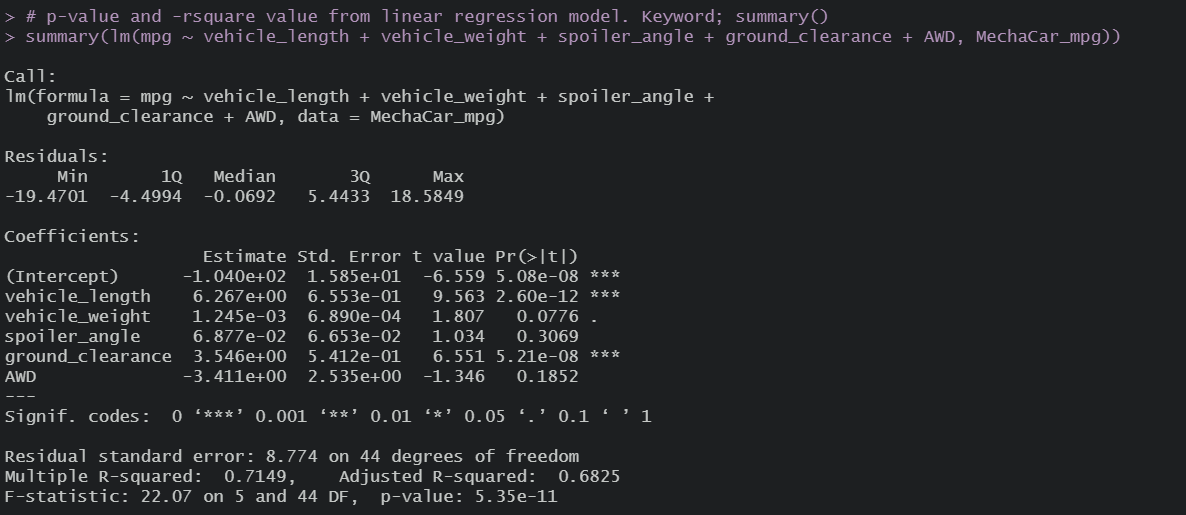 > # p-value and -rsquare value from linear regression model. Keyword; summary()
> summary(lm(mpg ~ vehicle_length + vehicle_weight + spoiler_angle + ground_clearance + AWD, MechaCar_mpg))

Call:
lm(formula = mpg ~ vehicle_length + vehicle_weight + spoiler_angle +
    ground_clearance + AWD, data = MechaCar_mpg)

Residuals:
     Min       1Q   Median       3Q      Max
-19.4701  -4.4994  -0.0692   5.4433  18.5849

Coefficients:
                   Estimate Std. Error t value Pr(>|t|)
(Intercept)      -1.040e+02  1.585e+01  -6.559 5.08e-08 ***
vehicle_length    6.267e+00  6.553e-01   9.563 2.60e-12 ***
vehicle_weight    1.245e-03  6.890e-04   1.807   0.0776 .
spoiler_angle     6.877e-02  6.653e-02   1.034   0.3069
ground_clearance  3.546e+00  5.412e-01   6.551 5.21e-08 ***
AWD              -3.411e+00  2.535e+00  -1.346   0.1852
---
Signif. codes:  0 ‘***’ 0.001 ‘**’ 0.01 ‘*’ 0.05 ‘.’ 0.1 ‘ ’ 1

Residual standard error: 8.774 on 44 degrees of freedom
Multiple R-squared:  0.7149,    Adjusted R-squared:  0.6825
F-statistic: 22.07 on 5 and 44 DF,  p-value: 5.35e-11